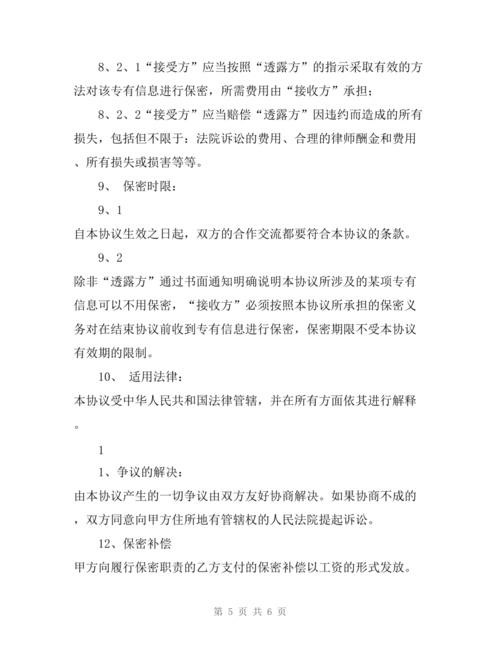 8、2、1“接受方”应当按照“透露方”的指示采取有效的方
法对该专有信息进行保密，所需费用由“接收方”承担；
8、2、2“接受方”应当赔偿“透露方”因违约而造成的所有
损失，包括但不限于：法院诉讼的费用、合理的律师酬金和费用
、所有损失或损害等等。
9、 保密时限：
9、1
自本协议生效之日起，双方的合作交流都要符合本协议的条款。
9、2
除非“透露方”通过书面通知明确说明本协议所涉及的某项专有
信息可以不用保密，“接收方”必须按照本协议所承担的保密义
务对在结束协议前收到专有信息进行保密，保密期限不受本协议
有效期的限制。
10、 适用法律：
本协议受中华人民共和国法律管辖，并在所有方面依其进行解释
。
1
1、争议的解决：
由本协议产生的一切争议由双方友好协商解决。如果协商不成的
，双方同意向甲方住所地有管辖权的人民法院提起诉讼。
12、保密补偿
甲方向履行保密职责的乙方支付的保密补偿以工资的形式发放。
第 5 页 共 6 页